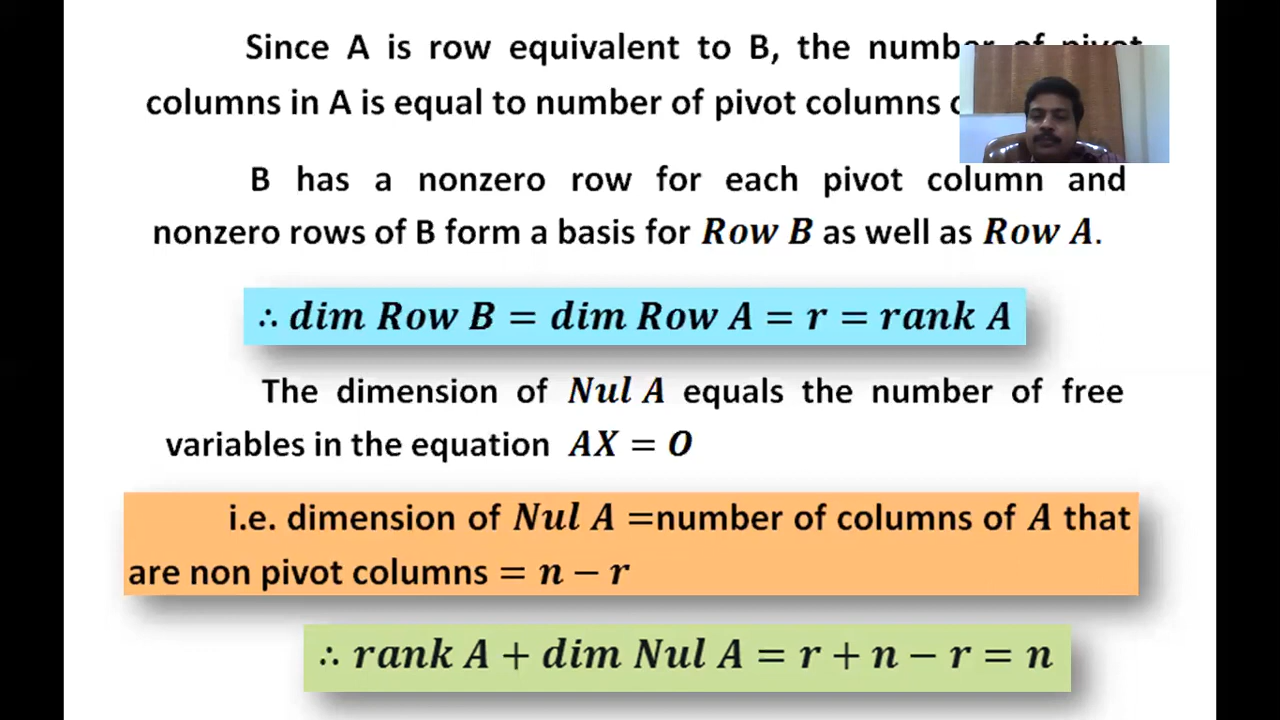 Since A is row equivalent to B, the number of pivot
columns in A is equal to number of pivot columns
B has a nonzero row for each pivot column and
nonzero rows of B form a basis for Row B as well as Row A.
∴ dim Row B = dim Row A = r = rank A
The dimension of Nul A equals the number of free
variables in the equation AX = O
i.e. dimension of Nul A =number of columns of A that
are non pivot columns = n − r
∴ rank A + dim Nul A = r + n − r = n